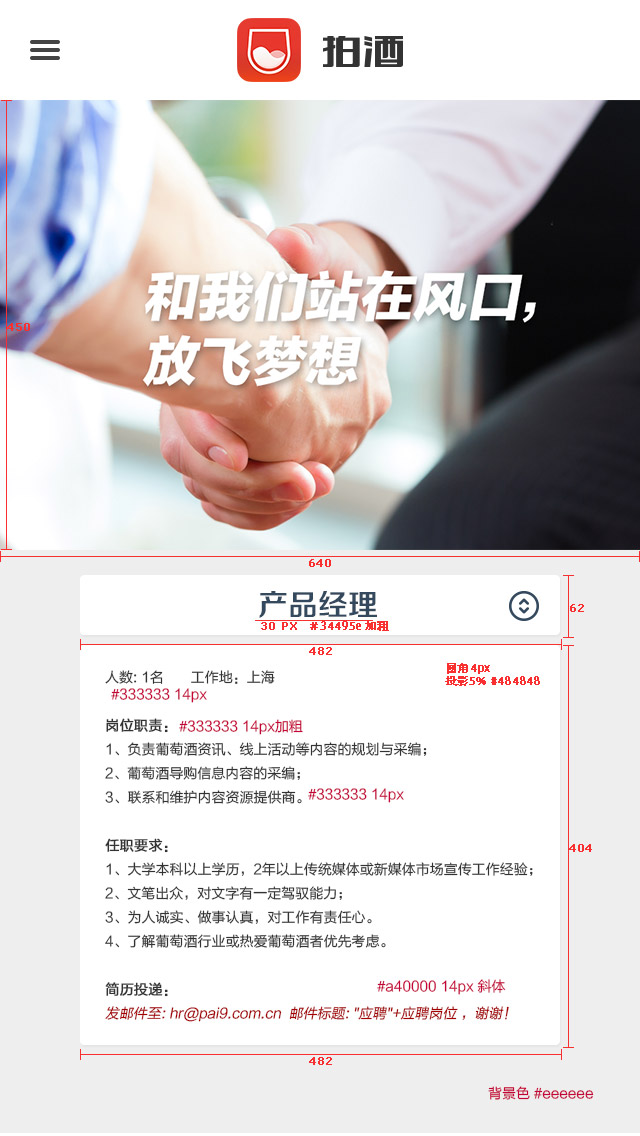 拍酒
和我们站在风口，
放飞梦想
450
640
产品经理
30 PX #34495e 加粗
62
482
人数: 1名 工作地：上海
#333333 14px
圆角4px
投影5% #484848
岗位职责：#333333 14px加粗
1、负责葡萄酒资讯、线上活动等内容的规划与采编；
2、葡萄酒导购信息内容的采编；
3、联系和维护内容资源提供商。#333333 14px
任职要求：
404
1、大学本科以上学历，2年以上传统媒体或新媒体市场宣传工作经验；
2、文笔出众，对文字有一定驾驭能力；
3、为人诚实、做事认真，对工作有责任心。
4、了解葡萄酒行业或热爱葡萄酒者优先考虑。
#a40000 14px 斜体
简历投递：
发邮件至: hr@pai9.com.cn 邮件标题: "应聘"+应聘岗位 ，谢谢！
482
背景色 #eeeeee